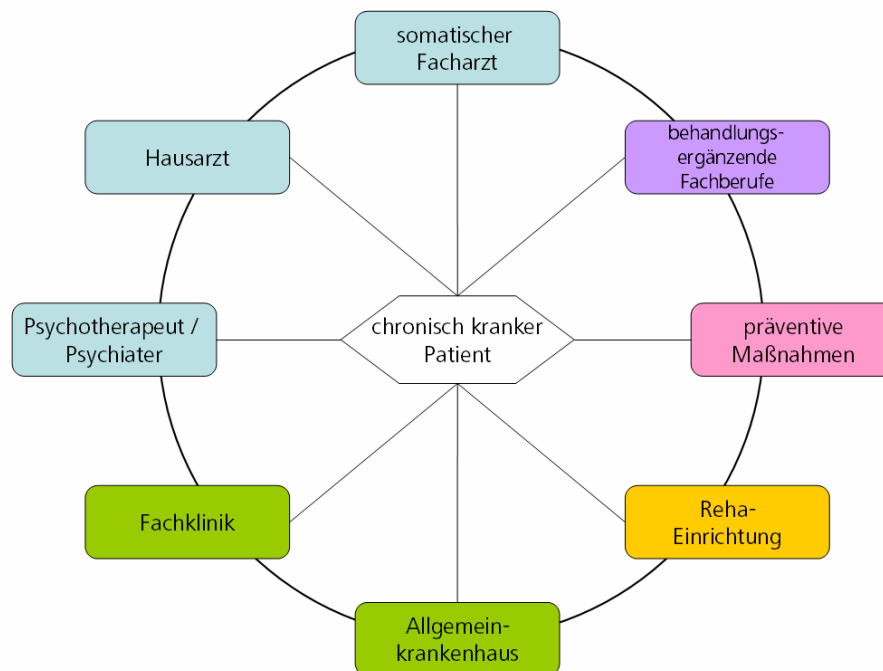 somatischer
Facharzt
Hausarzt
behandlungs-
ergänzende
Fachberufe
Psychotherapeut /
Psychiater
chronisch kranker
Patient
präventive
Maßnahmen
Fachklinik
Reha-
Einrichtung
Allgemein-
krankenhaus